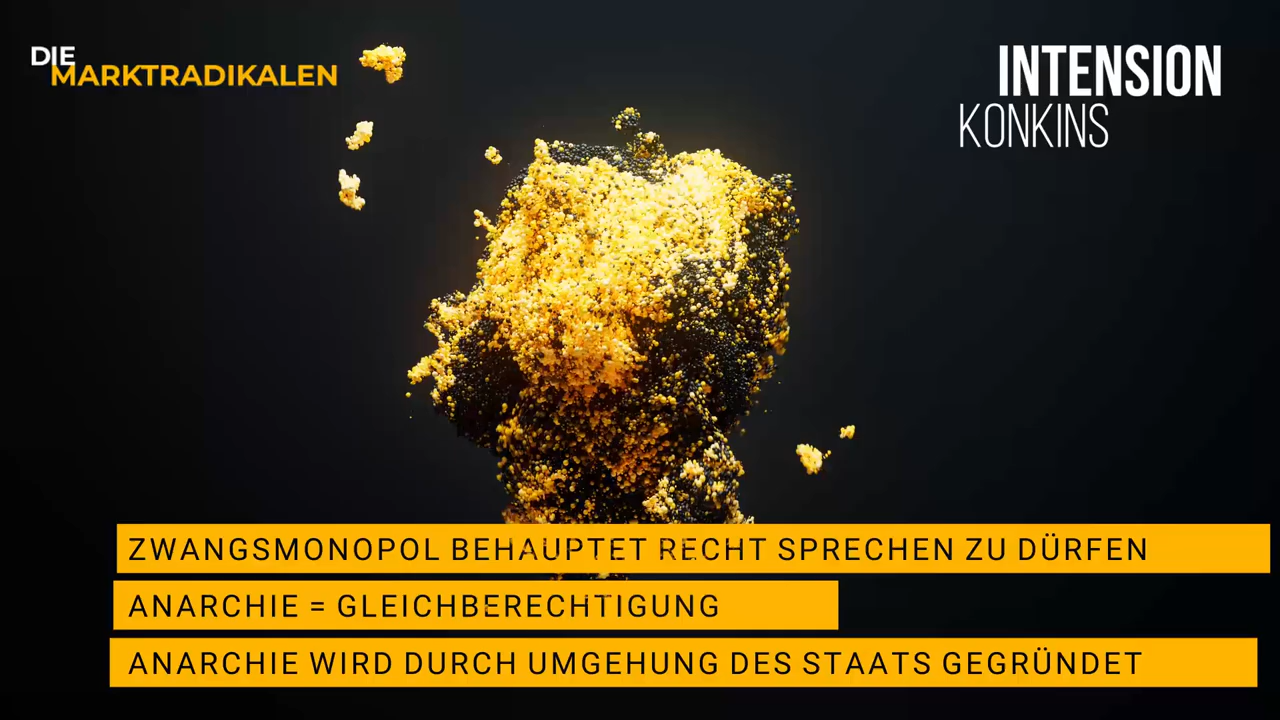 DIE
MARKTRADIKALEN
INTENSION
KONKINS
ZWANGSMONOPOL BEHAUPTET RECHT SPRECHEN ZU DÜRFEN
ANARCHIE = GLEICHBERECHTIGUNG
ANARCHIE WIRD DURCH UMGEHUNG DES STAATS GEGRÜNDET